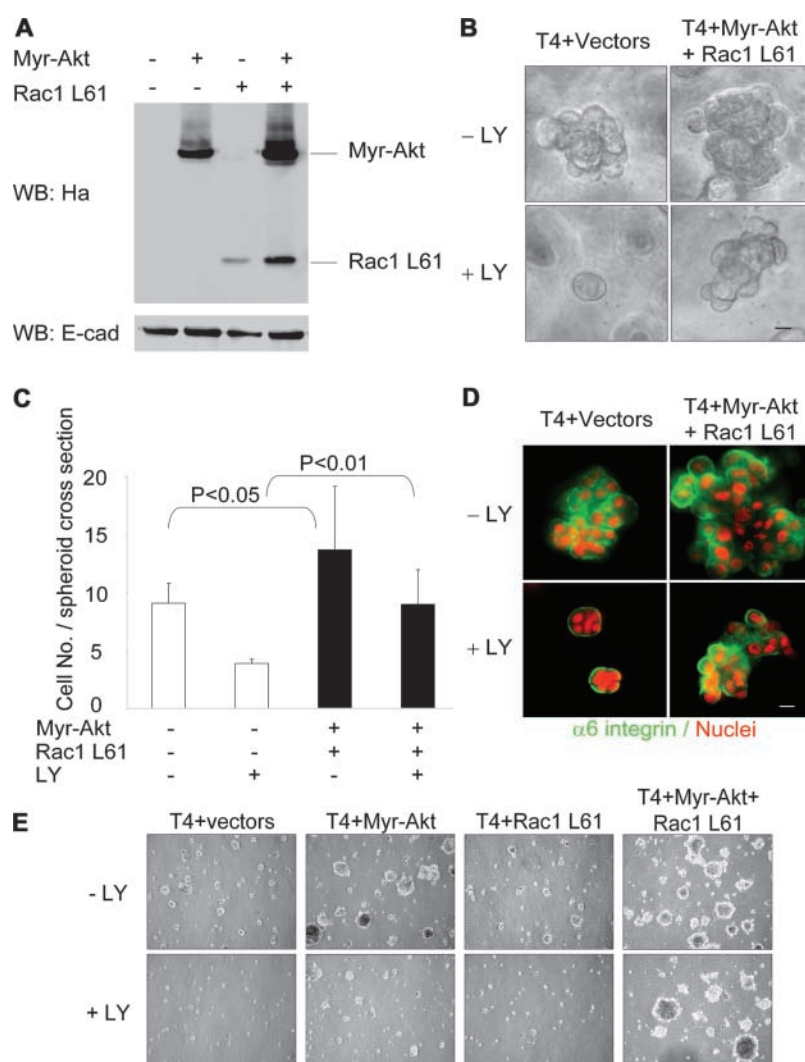 A
Myr-Akt - + - +
Rac1 L61 - - + +
WB: Ha
Myr-Akt
Rac1 L61
WB: E-cad
B
T4+Vectors
T4+Myr-Akt
+ Rac1 L61
– LY
+ LY
C
Cell No. / spheroid cross section
20
15
10
5
0
P<0.05
P<0.01
Myr-Akt - - + +
Rac1 L61 - - + +
LY - + - +
D
T4+Vectors
T4+Myr-Akt
+ Rac1 L61
– LY
+ LY
α6 integrin / Nuclei
E
T4+vectors
T4+Myr-Akt
T4+Rac1 L61
T4+Myr-Akt+
Rac1 L61
- LY
+ LY